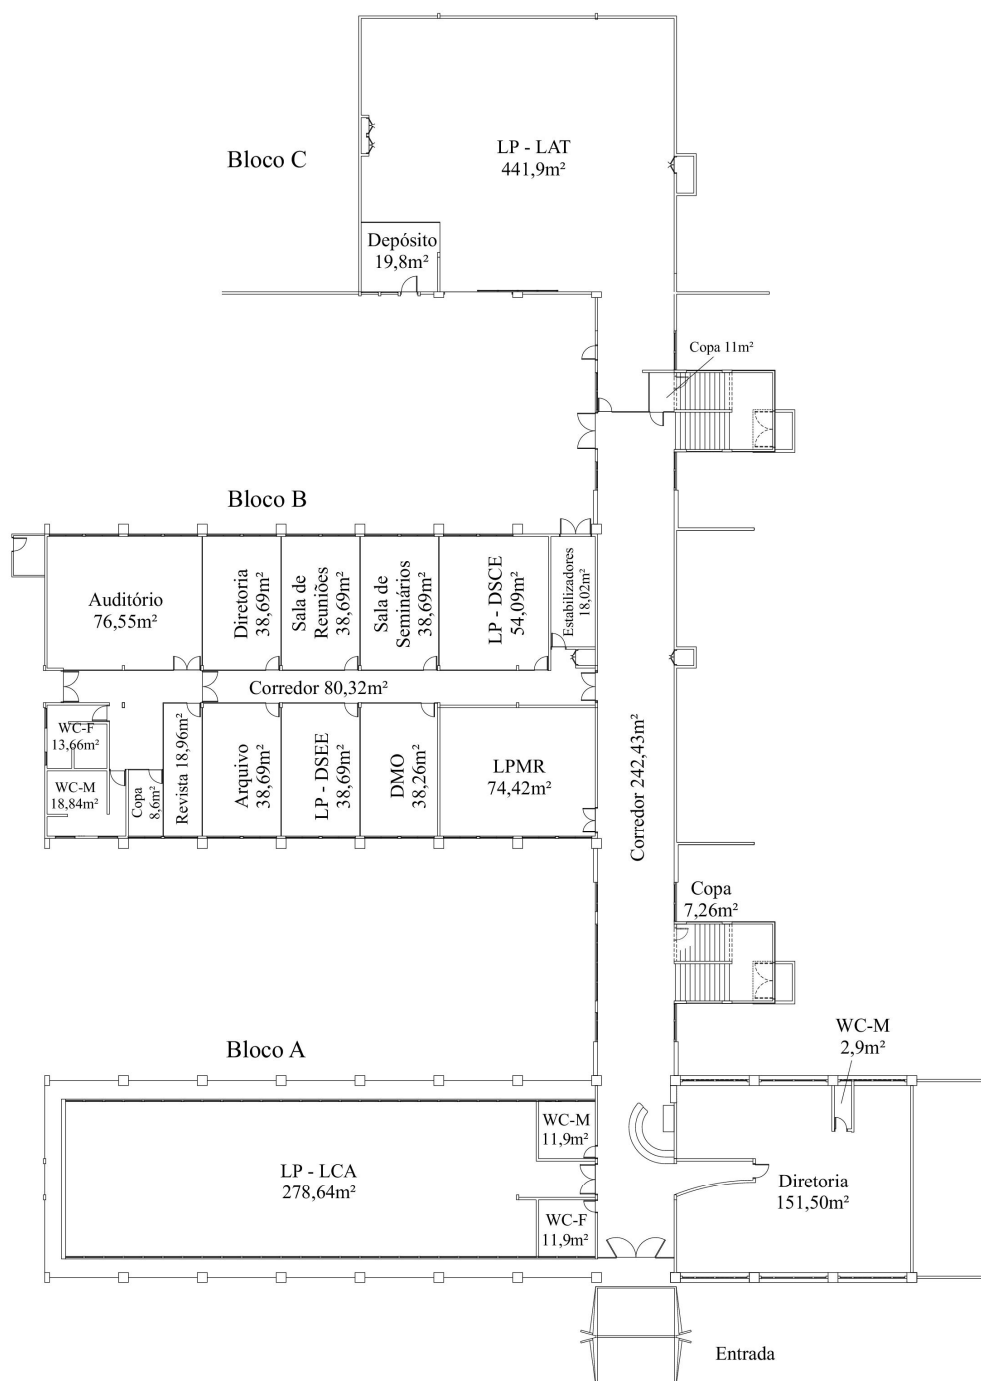 Bloco C
LP - LAT
441,9m²
Depósito
19,8m²
Copa 11m²
Bloco B
Auditório
76,55m²
Diretoria
38,69m²
Sala de
Reuniões
38,69m²
Sala de
Seminários
38,69m²
LP - DSCE
54,09m²
Estabilizadores
18,02m²
Corredor 80,32m²
WC-F
13,66m²
WC-M
18,84m²
Copa
8,6m²
Revista 18,96m²
Arquivo
38,69m²
LP - DSEE
38,69m²
DMO
38,26m²
LPMR
74,42m²
Corredor 242,43m²
Copa
7,26m²
Bloco A
WC-M
2,9m²
WC-M
11,9m²
LP - LCA
278,64m²
WC-F
11,9m²
Diretoria
151,50m²
Entrada